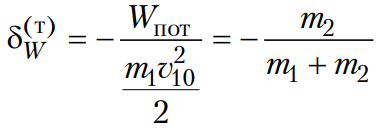 δ_W^(т) = − W_пот / (m₁v₁₀² / 2) = − m₂ / (m₁ + m₂)